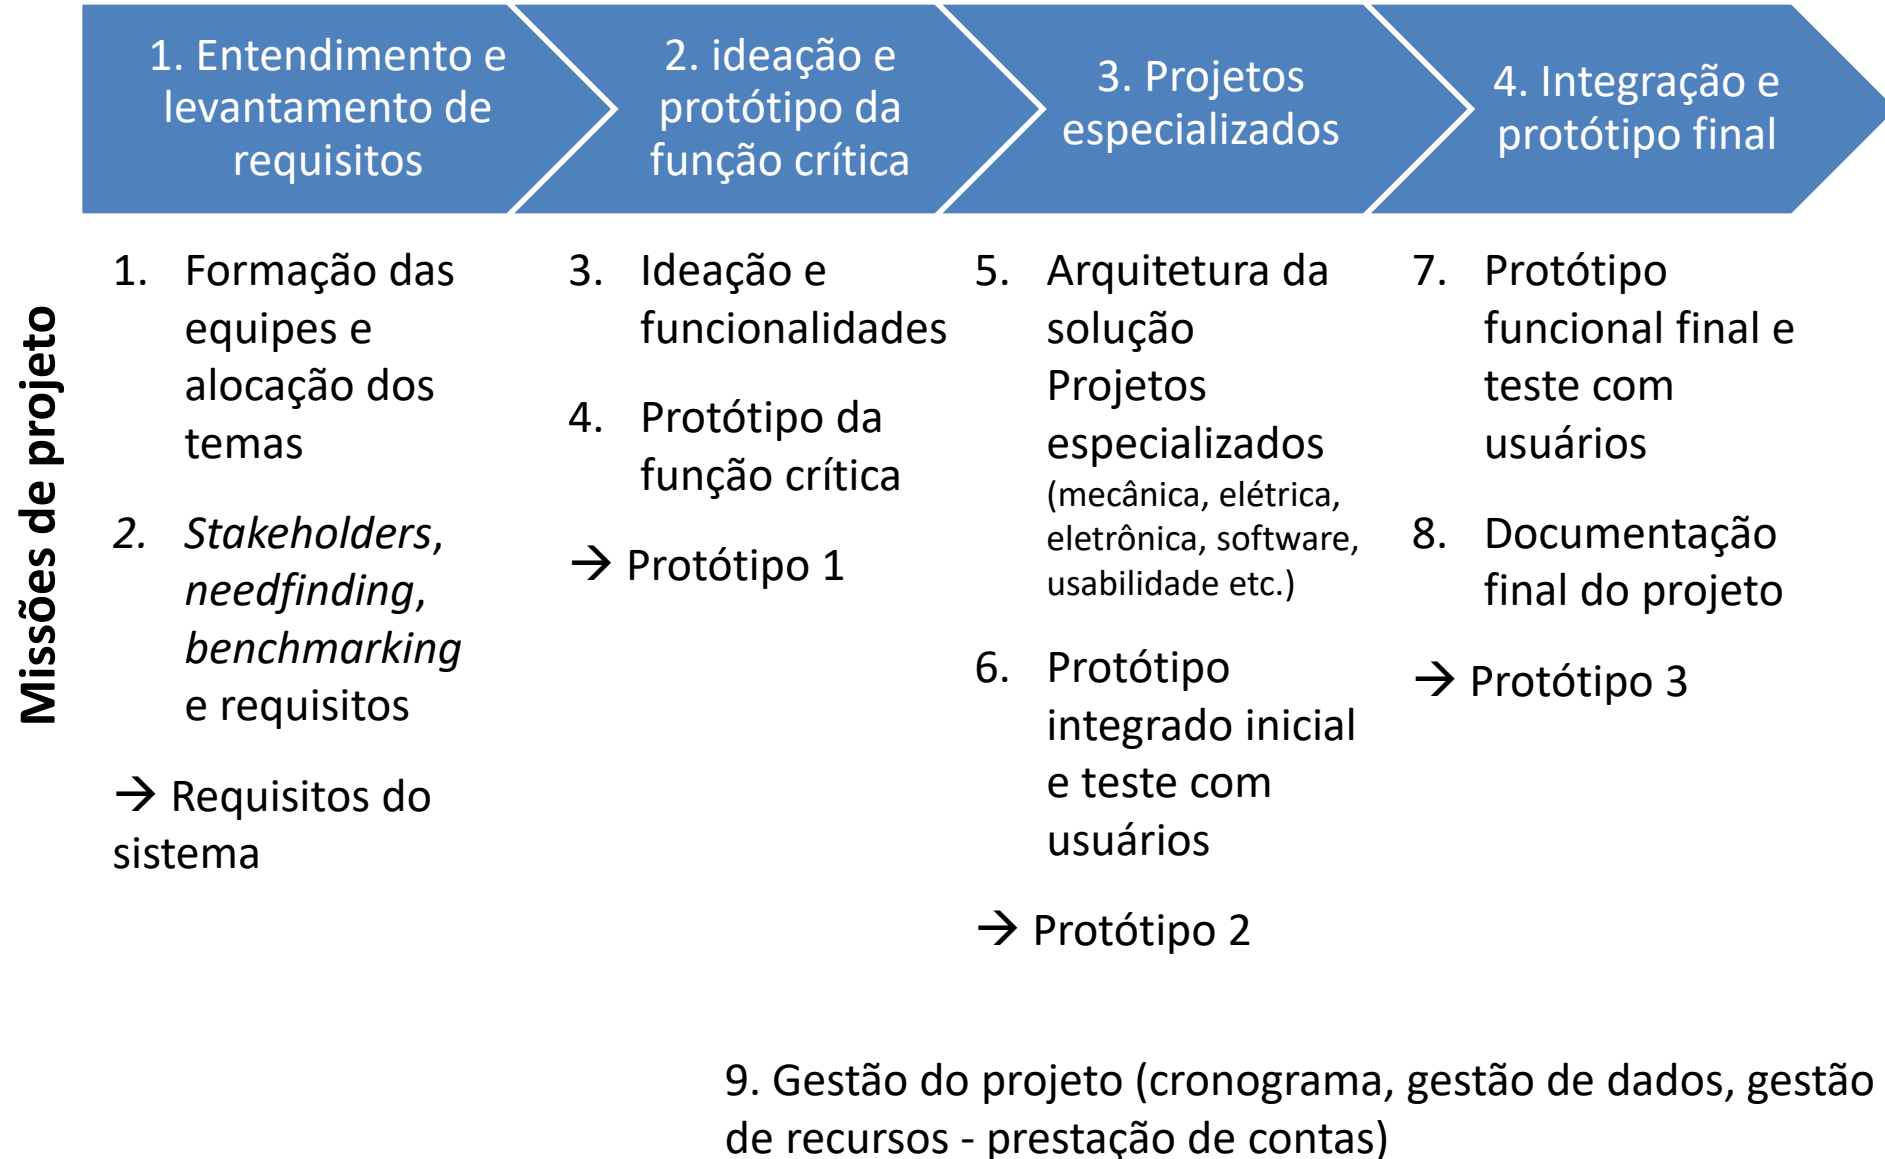 1. Entendimento e
levantamento de
requisitos
2. ideação e
protótipo da
função crítica
3. Projetos
especializados
4. Integração e
protótipo final
Missões de projeto
1. Formação das
equipes e
alocação dos
temas
2. Stakeholders,
needfinding,
benchmarking
e requisitos
→ Requisitos do
sistema
3. Ideação e
funcionalidades
4. Protótipo da
função crítica
→ Protótipo 1
5. Arquitetura da
solução
Projetos
especializados
(mecânica, elétrica,
eletrônica, software,
usabilidade etc.)
6. Protótipo
integrado inicial
e teste com
usuários
→ Protótipo 2
7. Protótipo
funcional final e
teste com
usuários
8. Documentação
final do projeto
→ Protótipo 3
9. Gestão do projeto (cronograma, gestão de dados, gestão
de recursos - prestação de contas)